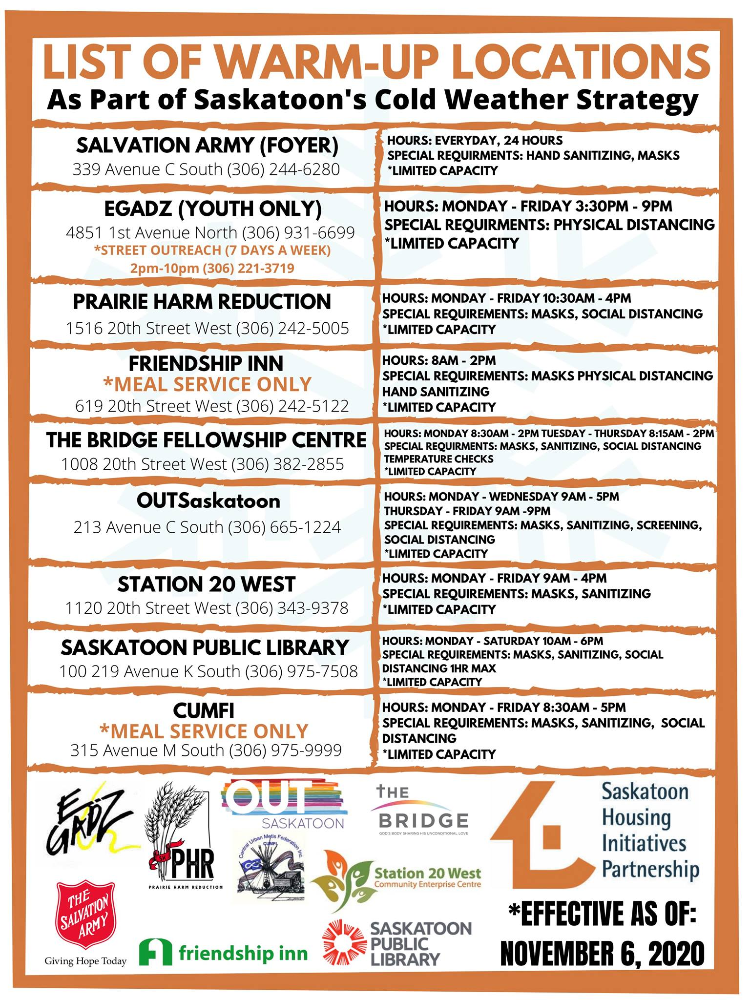 LIST OF WARM-UP LOCATIONS
As Part of Saskatoon's Cold Weather Strategy
SALVATION ARMY (FOYER)
339 Avenue C South (306) 244-6280
HOURS: EVERYDAY, 24 HOURS
SPECIAL REQUIRMENTS: HAND SANITIZING, MASKS
*LIMITED CAPACITY
EGADZ (YOUTH ONLY)
4851 1st Avenue North (306) 931-6699
*STREET OUTREACH (7 DAYS A WEEK)
2pm-10pm (306) 221-3719
HOURS: MONDAY - FRIDAY 3:30PM - 9PM
SPECIAL REQUIRMENTS: PHYSICAL DISTANCING
*LIMITED CAPACITY
PRAIRIE HARM REDUCTION
1516 20th Street West (306) 242-5005
HOURS: MONDAY - FRIDAY 10:30AM - 4PM
SPECIAL REQUIREMENTS: MASKS, SOCIAL DISTANCING
*LIMITED CAPACITY
FRIENDSHIP INN
*MEAL SERVICE ONLY
619 20th Street West (306) 242-5122
HOURS: 8AM - 2PM
SPECIAL REQUIREMENTS: MASKS PHYSICAL DISTANCING
HAND SANITIZING
*LIMITED CAPACITY
THE BRIDGE FELLOWSHIP CENTRE
1008 20th Street West (306) 382-2855
HOURS: MONDAY 8:30AM - 2PM TUESDAY - THURSDAY 8:15AM - 2PM
SPECIAL REQUIRMENTS: MASKS, SANITIZING, SOCIAL DISTANCING
TEMPERATURE CHECKS
*LIMITED CAPACITY
OUTSaskatoon
213 Avenue C South (306) 665-1224
HOURS: MONDAY - WEDNESDAY 9AM - 5PM
THURSDAY - FRIDAY 9AM -9PM
SPECIAL REQUIREMENTS: MASKS, SANITIZING, SCREENING,
SOCIAL DISTANCING
*LIMITED CAPACITY
STATION 20 WEST
1120 20th Street West (306) 343-9378
HOURS: MONDAY - FRIDAY 9AM - 4PM
SPECIAL REQUIREMENTS: MASKS, SANITIZING
*LIMITED CAPACITY
SASKATOON PUBLIC LIBRARY
100 219 Avenue K South (306) 975-7508
HOURS: MONDAY - SATURDAY 10AM - 6PM
SPECIAL REQUIREMENTS: MASKS, SANITIZING, SOCIAL
DISTANCING 1HR MAX
*LIMITED CAPACITY
CUMFI
*MEAL SERVICE ONLY
315 Avenue M South (306) 975-9999
HOURS: MONDAY - FRIDAY 8:30AM - 5PM
SPECIAL REQUIREMENTS: MASKS, SANITIZING, SOCIAL
DISTANCING
*LIMITED CAPACITY
EGADZ
SK
PHR
PRAIRIE HARM REDUCTION
OUT
SASKATOON
THE
BRIDGE
GOD'S BODY SHARING HIS UNCONDITIONAL LOVE
Central Urban Metis Federation Inc.
CUMFI
Station 20 West
Community Enterprise Centre
Saskatoon
Housing
Initiatives
Partnership
THE
SALVATION
ARMY
Giving Hope Today
friendship inn
SASKATOON
PUBLIC
LIBRARY
*EFFECTIVE AS OF:
NOVEMBER 6, 2020